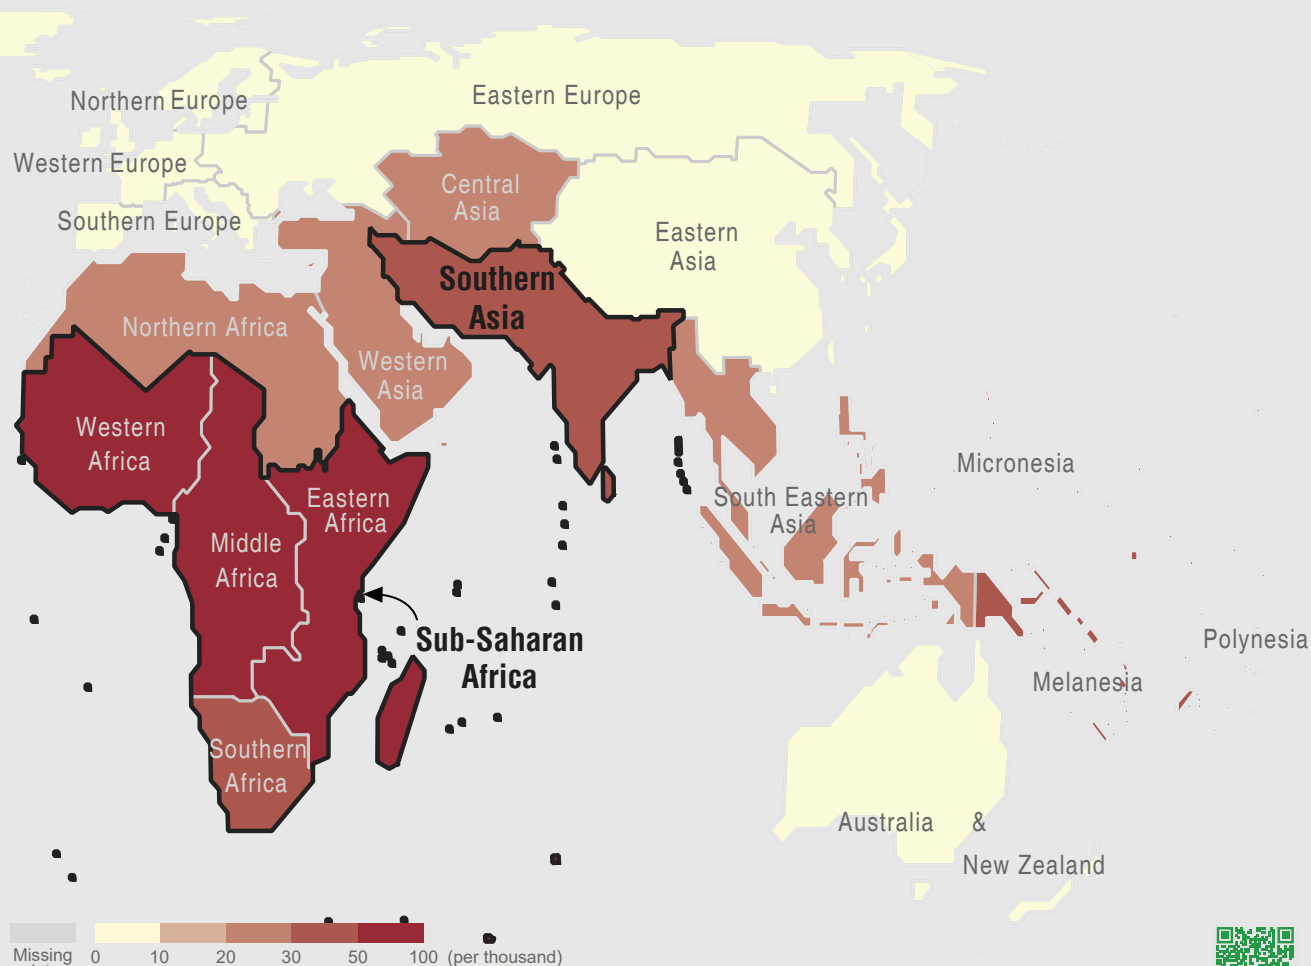 Northern Europe
Eastern Europe
Western Europe
Southern Europe
Central
Asia
Eastern
Asia
Southern
Asia
Northern Africa
Western
Asia
Western
Africa
Eastern
Africa
Middle
Africa
South Eastern
Asia
Micronesia
Sub-Saharan
Africa
Polynesia
Melanesia
Southern
Africa
Australia &
New Zealand
Missing
0 10 20 30 50 100 (per thousand)